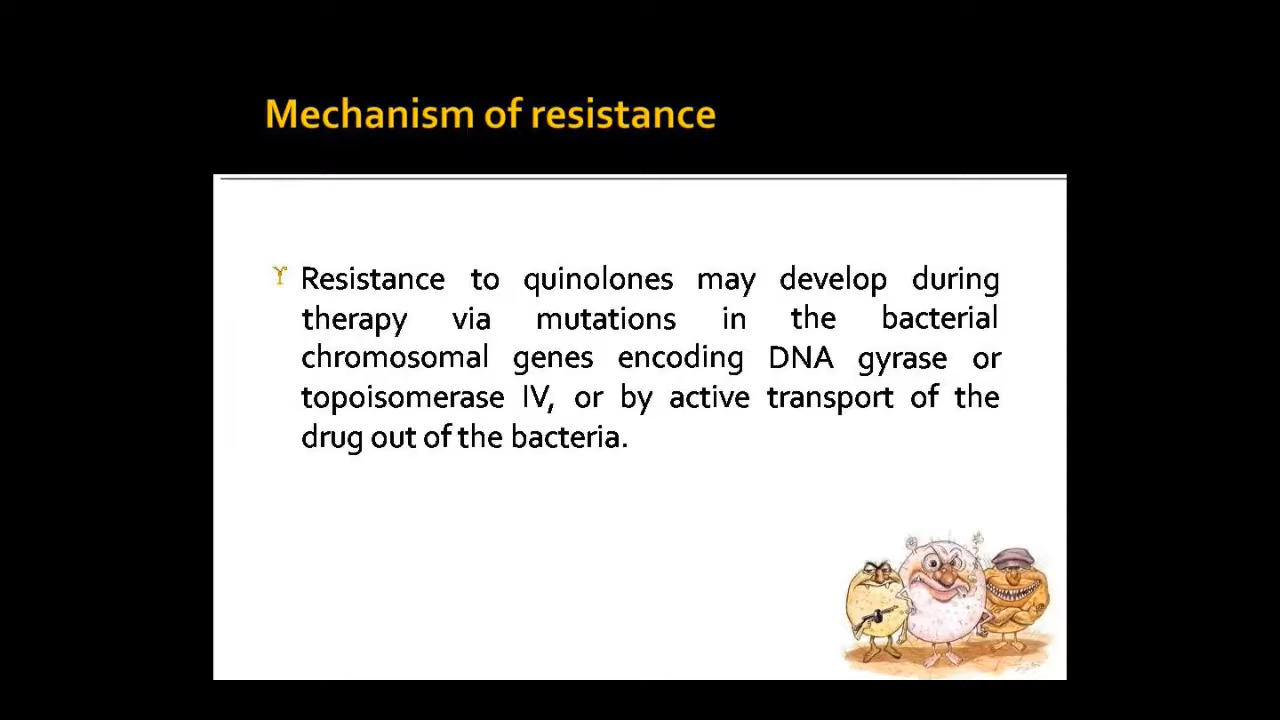 Mechanism of resistance
Resistance to quinolones may develop during
therapy via mutations in the bacterial
chromosomal genes encoding DNA gyrase or
topoisomerase IV, or by active transport of the
drug out of the bacteria.